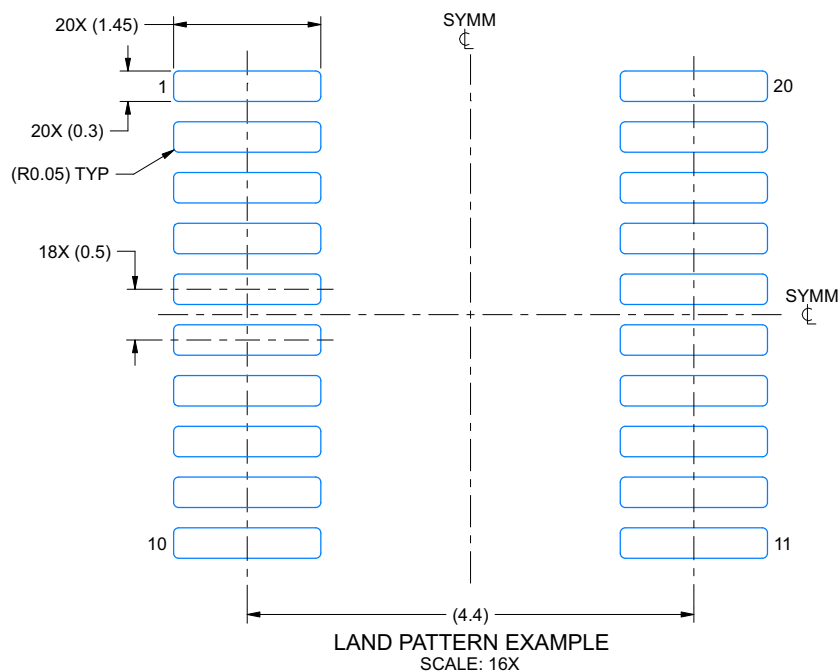 20X (1.45)
SYMM
1
20
20X (0.3)
(R0.05) TYP
18X (0.5)
SYMM
10
11
(4.4)
LAND PATTERN EXAMPLE
SCALE: 16X